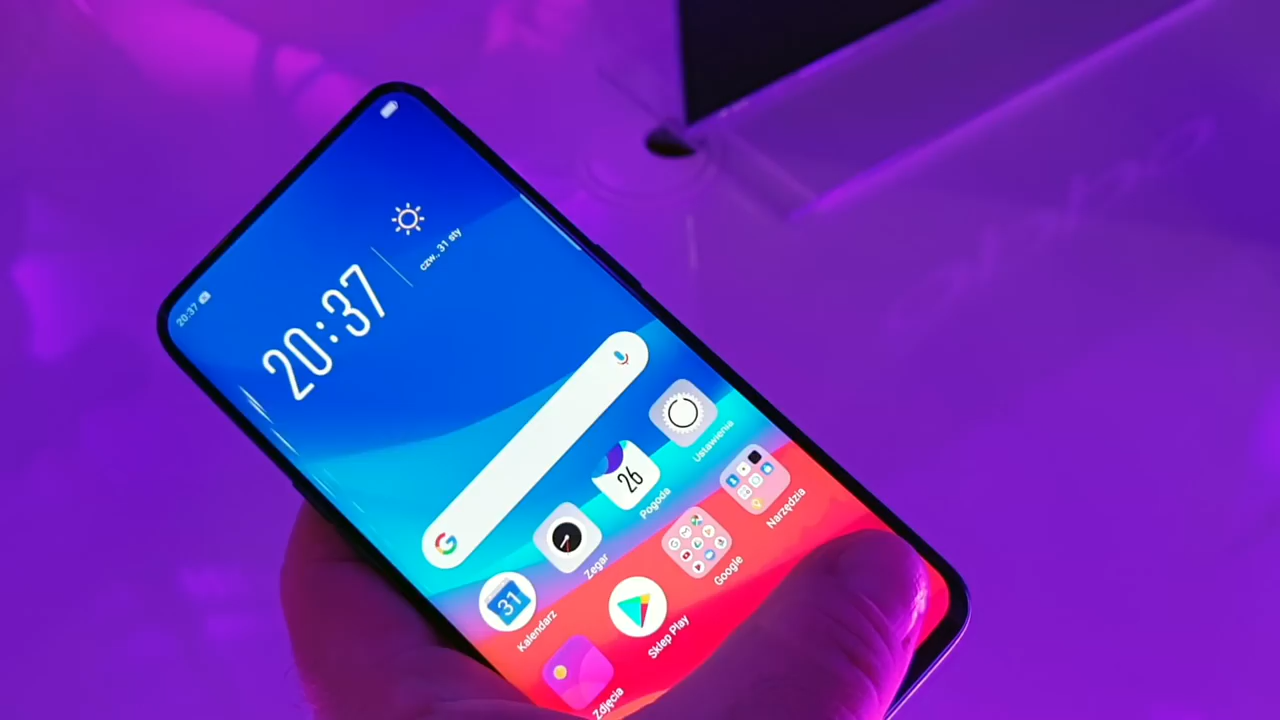 20:37
20:37
czw., 31 sty
G
31
Kalendarz
Zegar
26
Pogoda
Ustawienia
Zdjęcia
Sklep Play
Google
Narzędzia